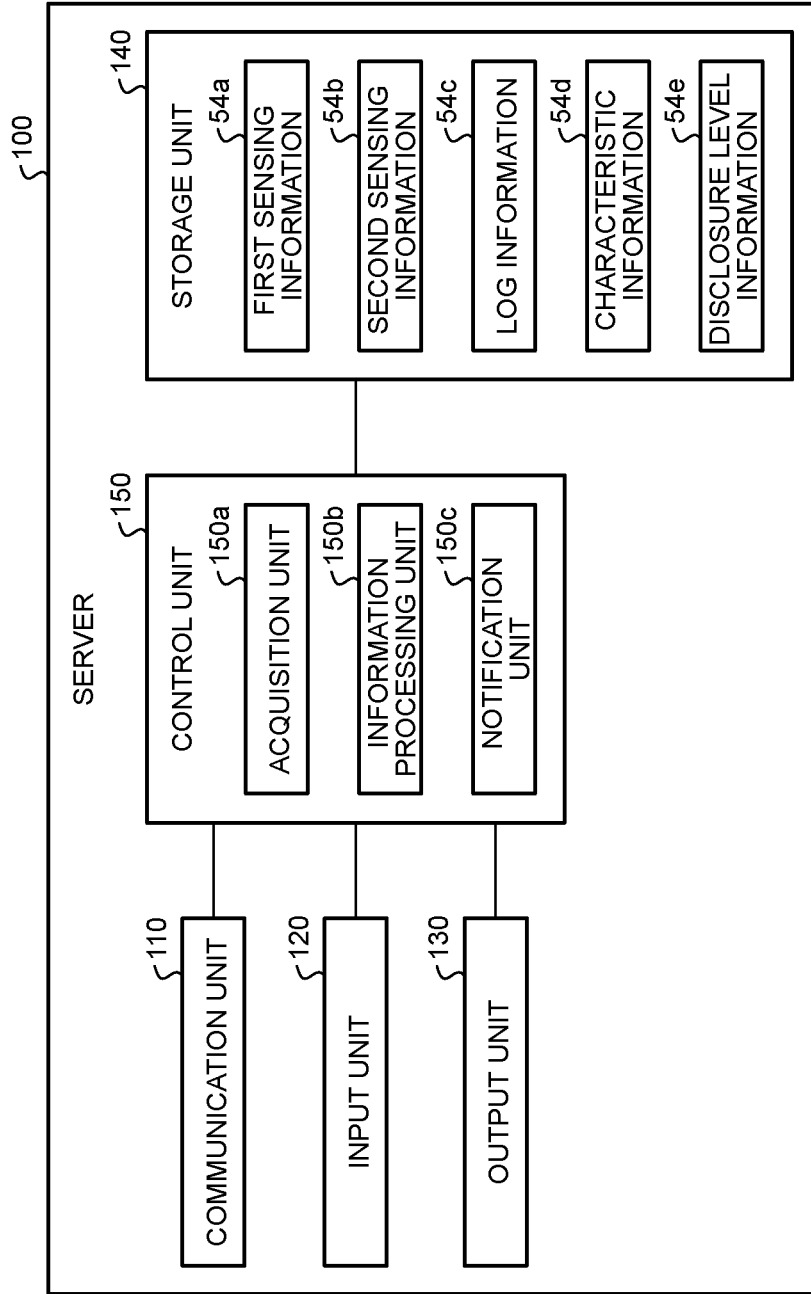 100
SERVER
110
COMMUNICATION UNIT
120
INPUT UNIT
130
OUTPUT UNIT
150
CONTROL UNIT
150a
ACQUISITION UNIT
150b
INFORMATION
PROCESSING UNIT
150c
NOTIFICATION
UNIT
140
STORAGE UNIT
54a
FIRST SENSING
INFORMATION
54b
SECOND SENSING
INFORMATION
54c
LOG INFORMATION
54d
CHARACTERISTIC
INFORMATION
54e
DISCLOSURE LEVEL
INFORMATION